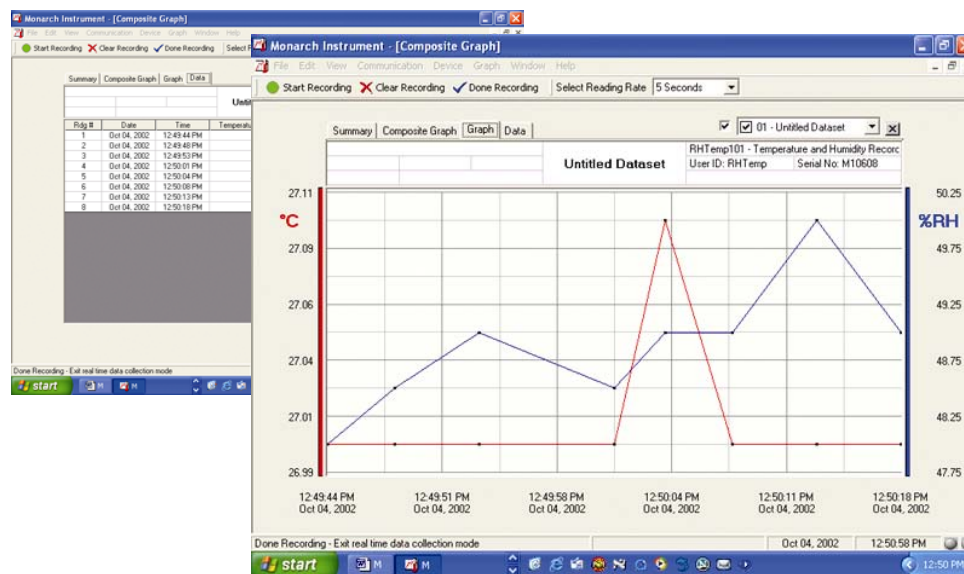 Monarch Instrument - [Composite Graph]
File Edit View Communication Device Graph Window Help
Start Recording Clear Recording Done Recording Select
Summary Composite Graph Graph Data
Rdg # Date Time
1 Oct 04, 2002 12:49:44 PM
2 Oct 04, 2002 12:49:48 PM
3 Oct 04, 2002 12:49:53 PM
4 Oct 04, 2002 12:50:01 PM
5 Oct 04, 2002 12:50:04 PM
6 Oct 04, 2002 12:50:08 PM
7 Oct 04, 2002 12:50:13 PM
8 Oct 04, 2002 12:50:18 PM
Done Recording - Exit real time data collection mode
start M M
Monarch Instrument - [Composite Graph]
File Edit View Communication Device Graph Window Help
Start Recording Clear Recording Done Recording Select Reading Rate 5 Seconds
Summary Composite Graph Graph Data 01 - Untitled Dataset
Untitled Dataset
RHTemp101 - Temperature and Humidity Recorc
User ID: RHTemp Serial No: M10608
27.11 50.25
°C %RH
27.09 49.75
27.06 49.25
27.04 48.75
27.01 48.25
26.99 47.75
12:49:44 PM 12:49:51 PM 12:49:58 PM 12:50:04 PM 12:50:11 PM 12:50:18 PM
Oct 04, 2002 Oct 04, 2002 Oct 04, 2002 Oct 04, 2002 Oct 04, 2002 Oct 04, 2002
Done Recording - Exit real time data collection mode Oct 04, 2002 12:50:58 PM
start M M 12:50 PM